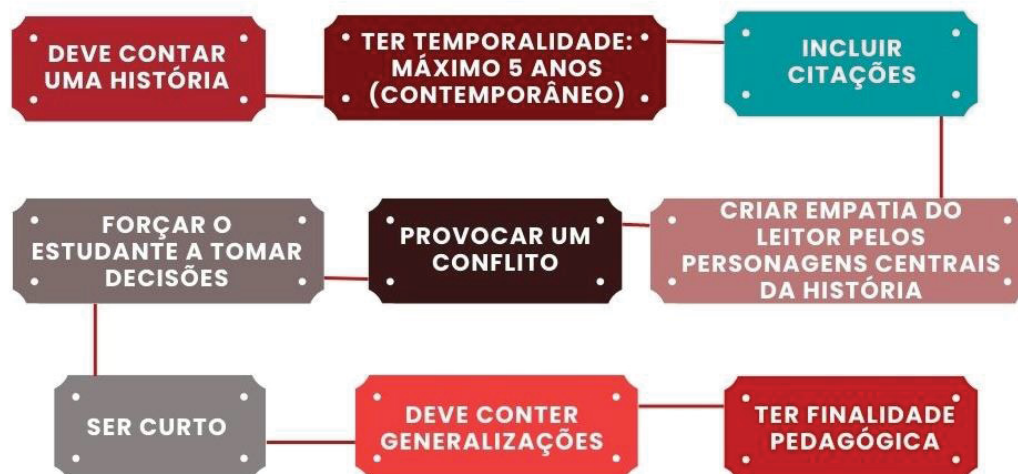 DEVE CONTAR
UMA HISTÓRIA
TER TEMPORALIDADE:
MÁXIMO 5 ANOS
(CONTEMPORÂNEO)
INCLUIR
CITAÇÕES
CRIAR EMPATIA DO
LEITOR PELOS
PERSONAGENS CENTRAIS
DA HISTÓRIA
PROVOCAR UM
CONFLITO
FORÇAR O
ESTUDANTE A TOMAR
DECISÕES
SER CURTO
DEVE CONTER
GENERALIZAÇÕES
TER FINALIDADE
PEDAGÓGICA